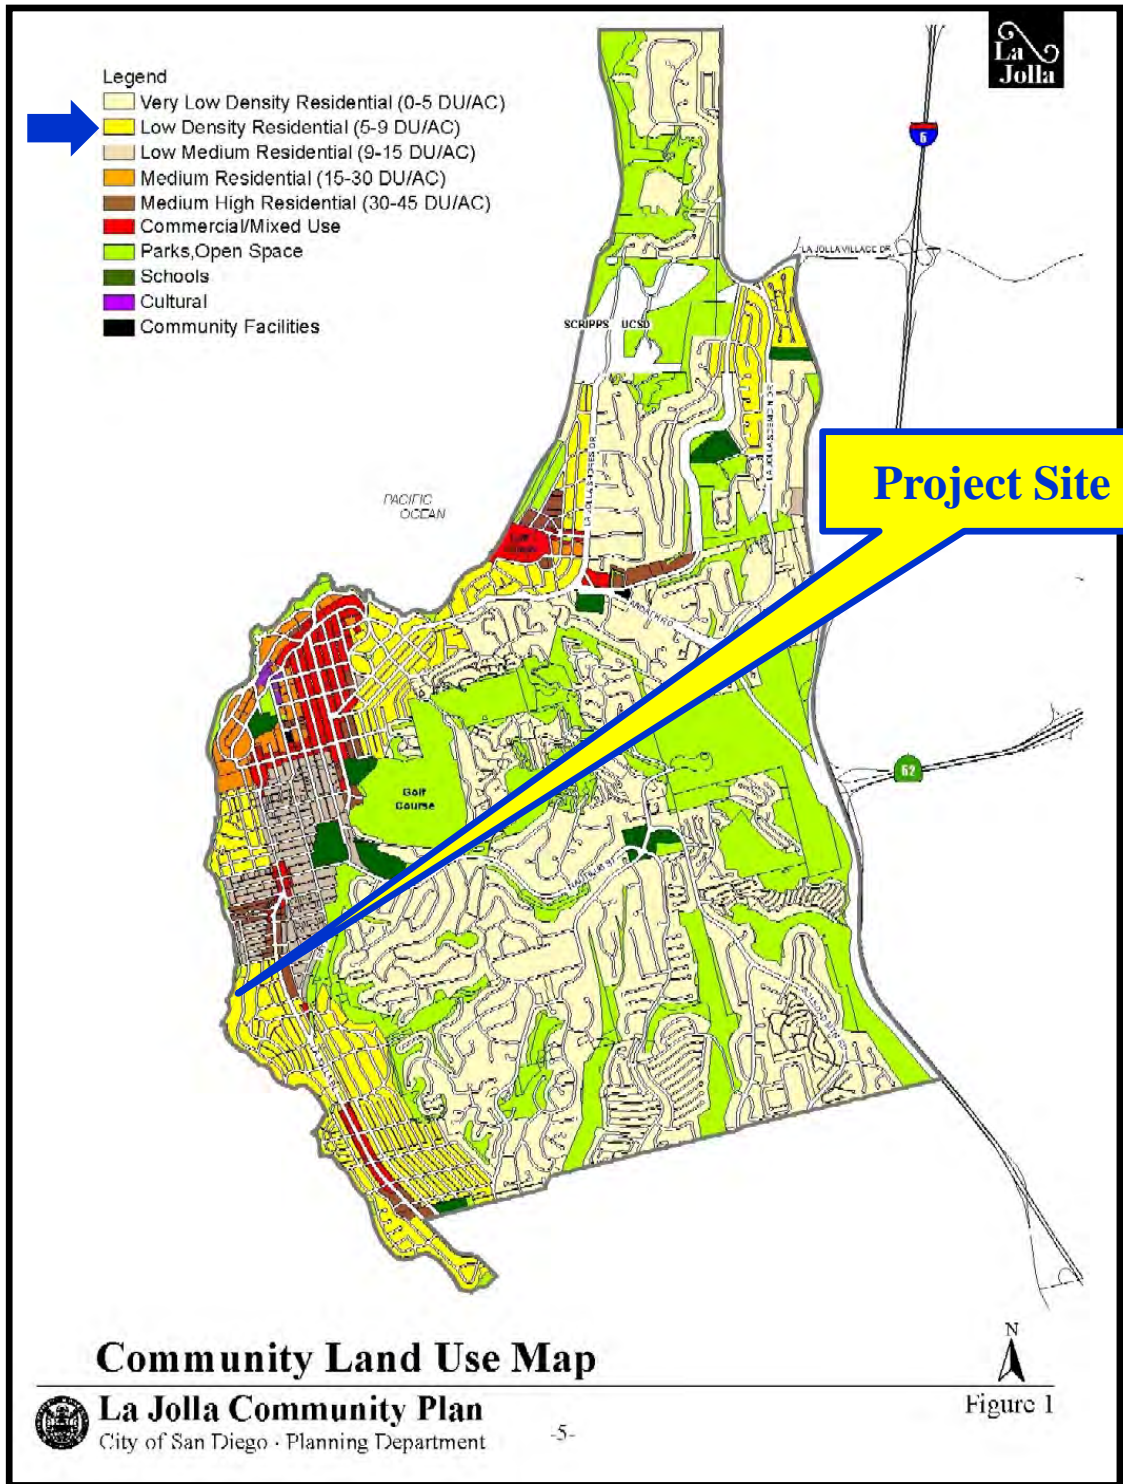 La
Jolla
Legend
Very Low Density Residential (0-5 DU/AC)
Low Density Residential (5-9 DU/AC)
Low Medium Residential (9-15 DU/AC)
Medium Residential (15-30 DU/AC)
Medium High Residential (30-45 DU/AC)
Commercial/Mixed Use
Parks,Open Space
Schools
Cultural
Community Facilities
5
LA JOLLA VILLAGE DR
SCRIPPS UCSD
LA JOLLA SHORES DR
Project Site
PACIFIC
OCEAN
52
Golf
Course
Community Land Use Map
N
La Jolla Community Plan
City of San Diego · Planning Department
-5-
Figure 1